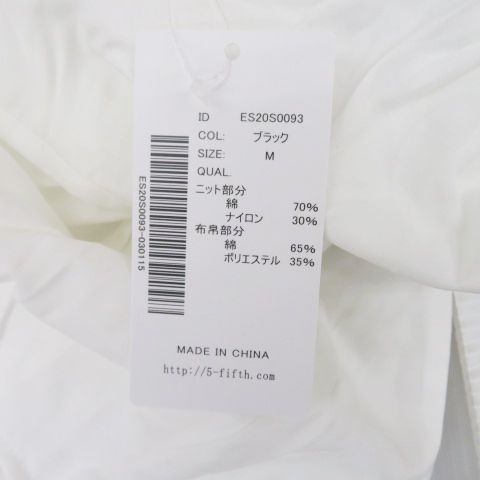 ID ES20S0093
COL: ブラック
SIZE: M
QUAL.
ニット部分
綿 70%
ナイロン 30%
布帛部分
綿 65%
ポリエステル 35%
ES20S0093-030115
MADE IN CHINA
http://5-fifth.com